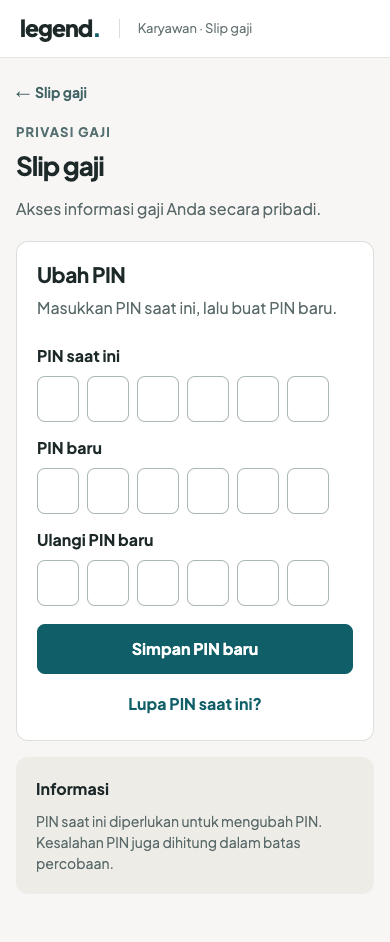 legend.
Karyawan · Slip gaji
← Slip gaji
PRIVASI GAJI
Slip gaji
Akses informasi gaji Anda secara pribadi.
Ubah PIN
Masukkan PIN saat ini, lalu buat PIN baru.
PIN saat ini
PIN baru
Ulangi PIN baru
Simpan PIN baru
Lupa PIN saat ini?
Informasi
PIN saat ini diperlukan untuk mengubah PIN.
Kesalahan PIN juga dihitung dalam batas
percobaan.